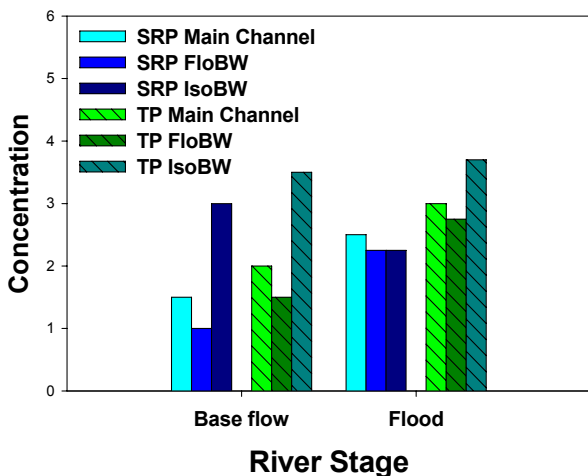 6
5
4
3
2
1
0
Concentration
SRP Main Channel
SRP FloBW
SRP IsoBW
TP Main Channel
TP FloBW
TP IsoBW
Base flow
Flood
River Stage